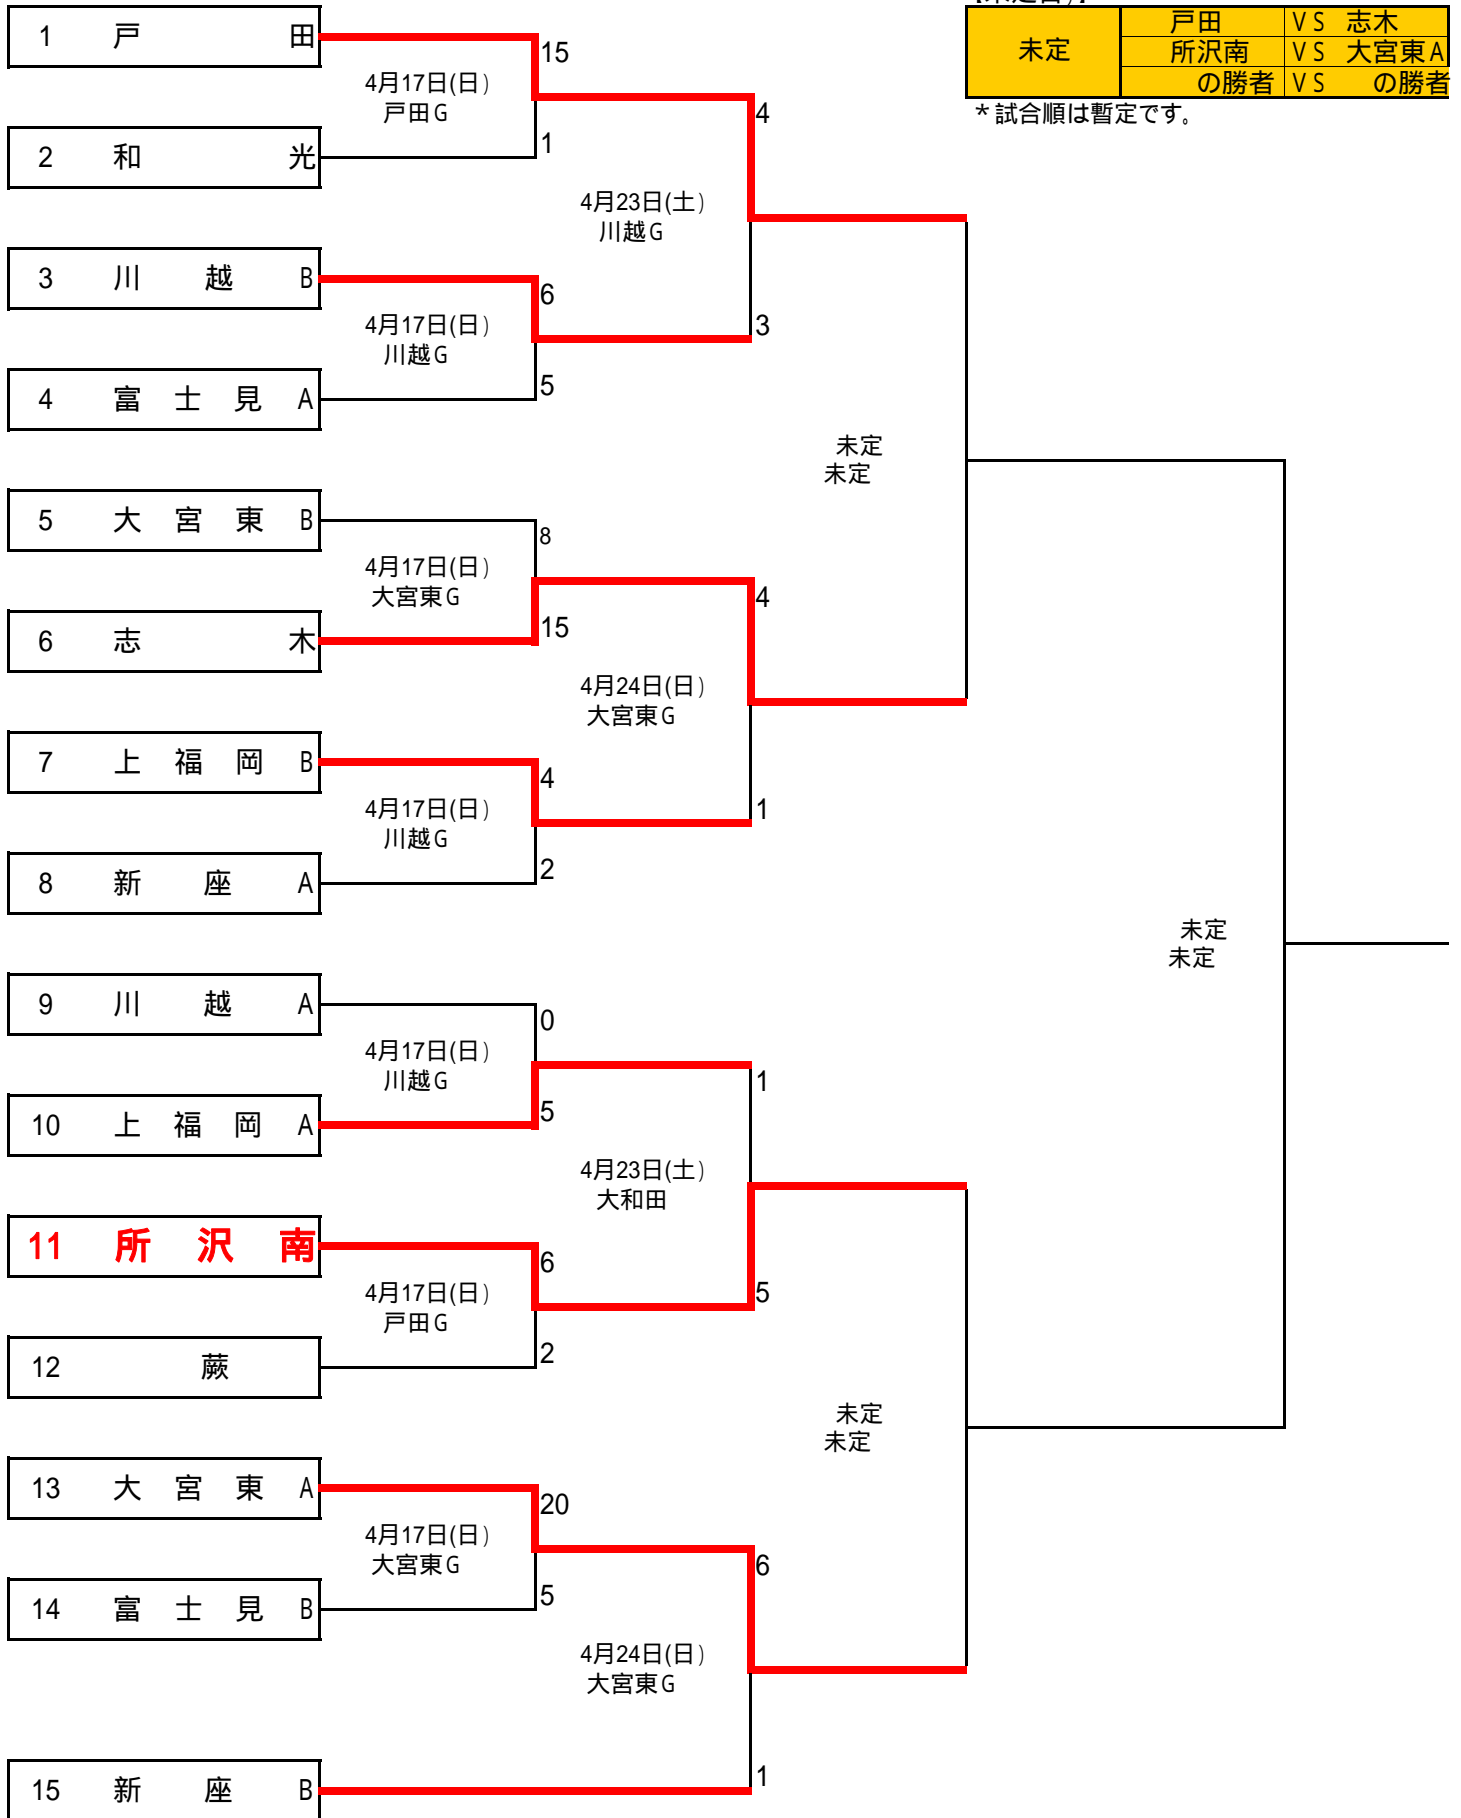 未定
戸田 VS 志木
所沢南 VS 大宮東A
の勝者 VS の勝者
*試合順は暫定です。
1 戸 田
15
4月17日(日)
戸田G
4
1
2 和 光
4月23日(土)
川越G
3 川 越 B
6
4月17日(日)
川越G
3
5
4 富 士 見 A
未定
未定
5 大 宮 東 B
8
4月17日(日)
大宮東G
4
15
6 志 木
4月24日(日)
大宮東G
7 上 福 岡 B
4
4月17日(日)
川越G
1
2
8 新 座 A
未定
未定
9 川 越 A
0
4月17日(日)
川越G
1
5
10 上 福 岡 A
4月23日(土)
大和田
11 所 沢 南
6
4月17日(日)
戸田G
5
2
12 蕨
未定
未定
13 大 宮 東 A
20
4月17日(日)
大宮東G
6
5
14 富 士 見 B
4月24日(日)
大宮東G
1
15 新 座 B